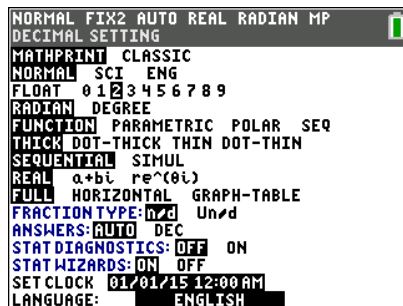 NORMAL FIX2 AUTO REAL RADIAN MP
DECIMAL SETTING
MATHPRINT CLASSIC
NORMAL SCI ENG
FLOAT 0 1 2 3 4 5 6 7 8 9
RADIAN DEGREE
FUNCTION PARAMETRIC POLAR SEQ
THICK DOT-THICK THIN DOT-THIN
SEQUENTIAL SIMUL
REAL a+bi re^(θi)
FULL HORIZONTAL GRAPH-TABLE
FRACTION TYPE: n/d Un/d
ANSWERS: AUTO DEC
STAT DIAGNOSTICS: OFF ON
STAT WIZARDS: ON OFF
SET CLOCK 01/01/15 12:00 AM
LANGUAGE: ENGLISH